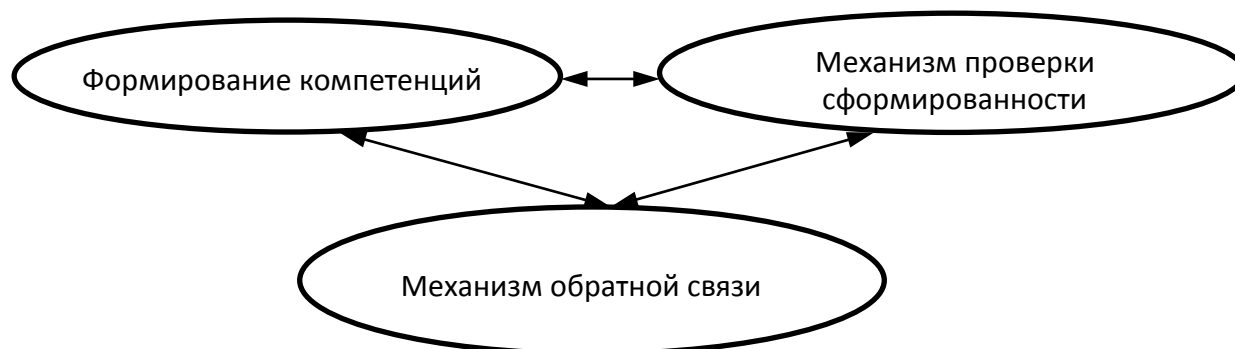 Формирование компетенций
Механизм проверки
сформированности
Механизм обратной связи